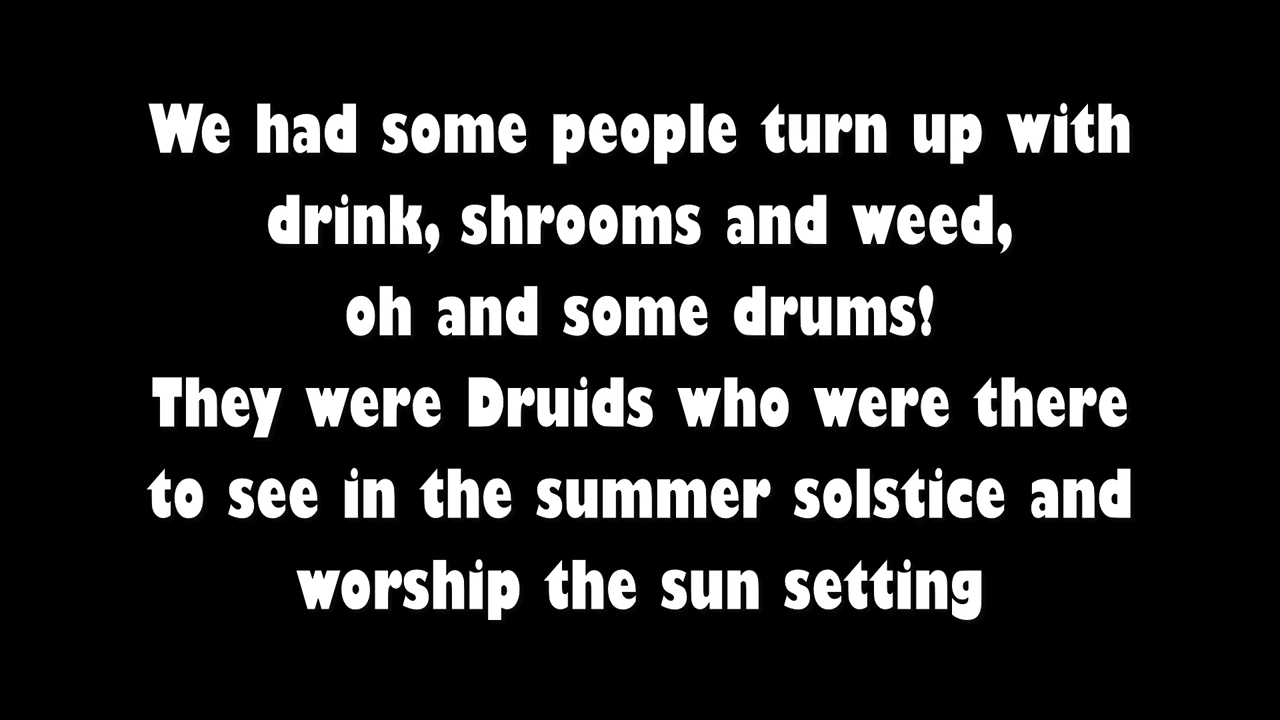 We had some people turn up with
drink, shrooms and weed,
oh and some drums!
They were Druids who were there
to see in the summer solstice and
worship the sun setting